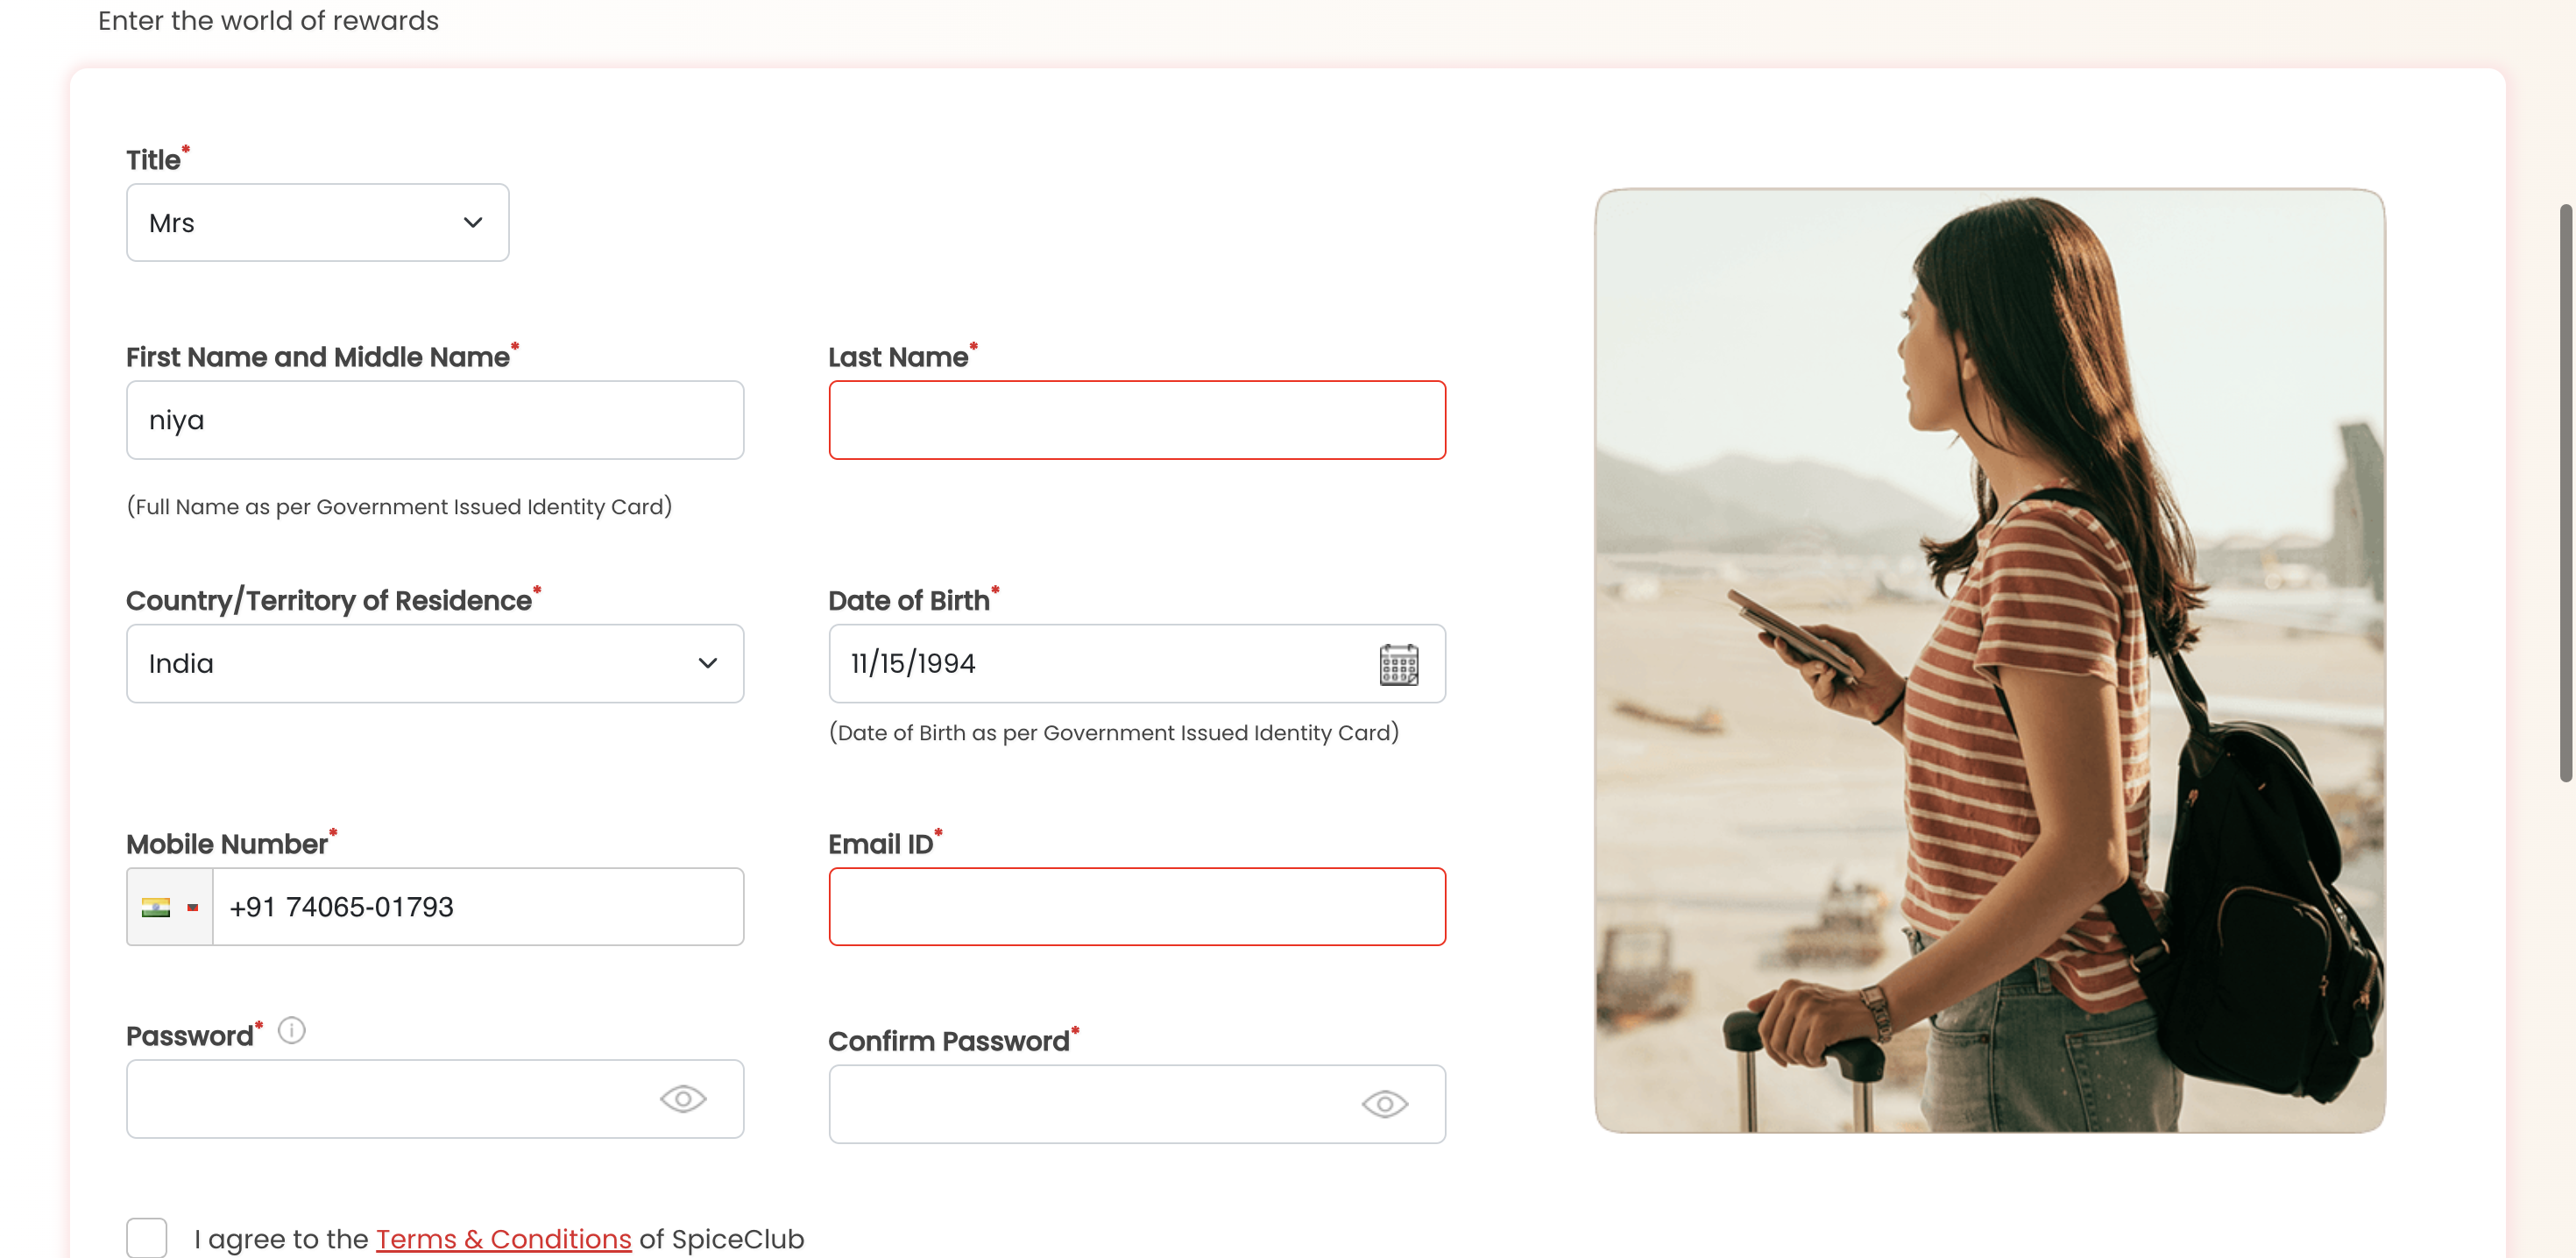 Enter the world of rewards
Title*
Mrs
First Name and Middle Name*
Last Name*
niya
(Full Name as per Government Issued Identity Card)
Country/Territory of Residence*
Date of Birth*
India
11/15/1994
(Date of Birth as per Government Issued Identity Card)
Mobile Number*
Email ID*
+91 74065-01793
Password*
Confirm Password*
I agree to the Terms & Conditions of SpiceClub